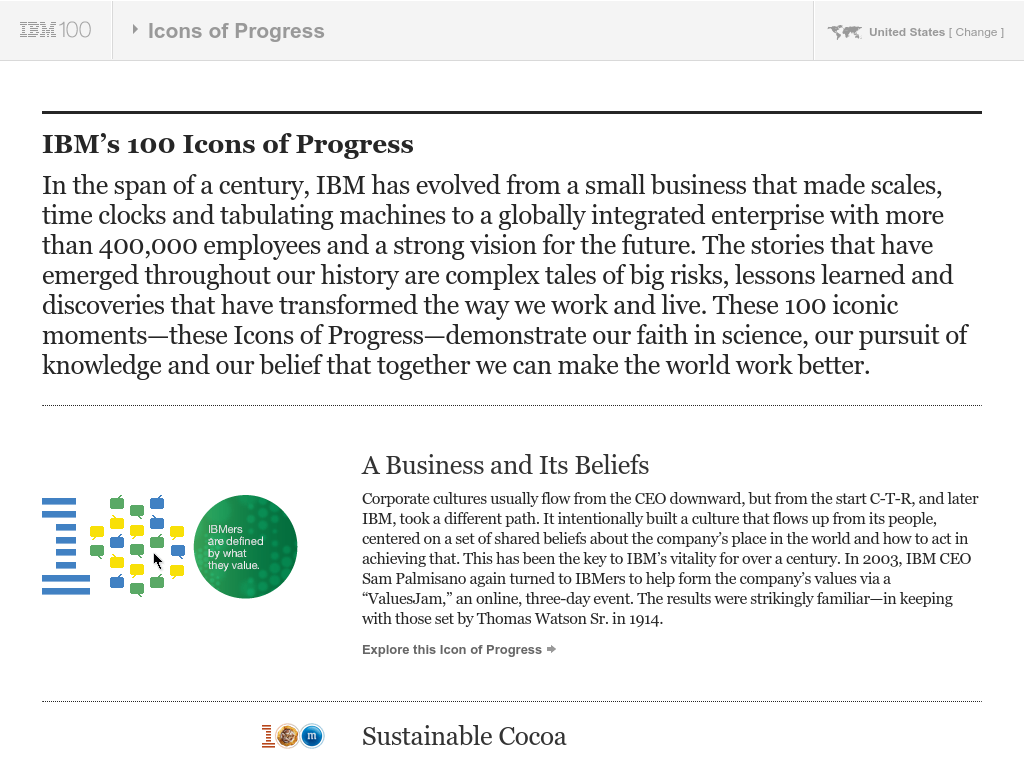 IBM100
Icons of Progress
United States [ Change ]
IBM’s 100 Icons of Progress
In the span of a century, IBM has evolved from a small business that made scales,
time clocks and tabulating machines to a globally integrated enterprise with more
than 400,000 employees and a strong vision for the future. The stories that have
emerged throughout our history are complex tales of big risks, lessons learned and
discoveries that have transformed the way we work and live. These 100 iconic
moments—these Icons of Progress—demonstrate our faith in science, our pursuit of
knowledge and our belief that together we can make the world work better.
IBMers
are defined
by what
they value.
A Business and Its Beliefs
Corporate cultures usually flow from the CEO downward, but from the start C-T-R, and later
IBM, took a different path. It intentionally built a culture that flows up from its people,
centered on a set of shared beliefs about the company’s place in the world and how to act in
achieving that. This has been the key to IBM’s vitality for over a century. In 2003, IBM CEO
Sam Palmisano again turned to IBMers to help form the company’s values via a
“ValuesJam,” an online, three-day event. The results were strikingly familiar—in keeping
with those set by Thomas Watson Sr. in 1914.
Explore this Icon of Progress
m
Sustainable Cocoa